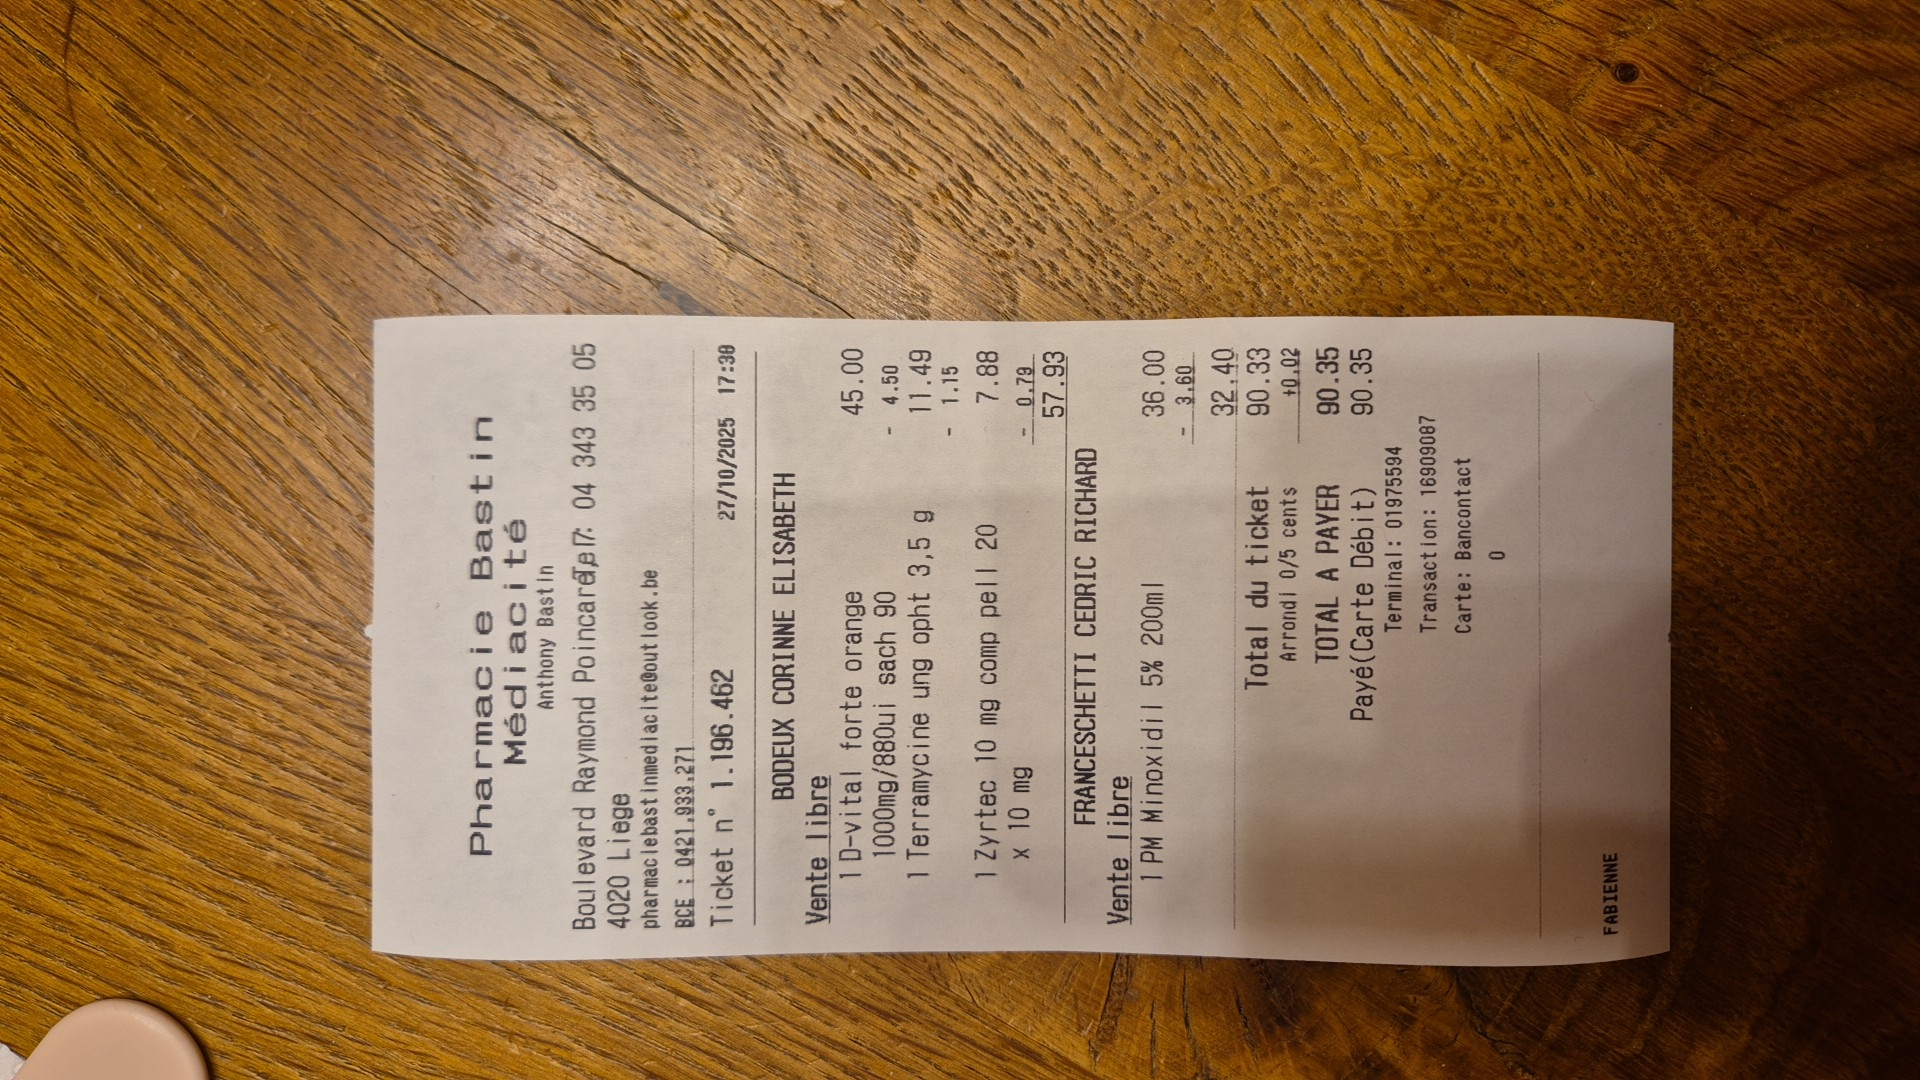 Pharmacie Bastin
Médiacité
Anthony Bastin
Boulevard Raymond Poincaré, 7: 04 343 35 05
4020 Liege
pharmaciebastinmediacite@outlook.be
BCE : 0421.933.271
Ticket n° 1.196.462 27/10/2025 17:30
BODEUX CORINNE ELISABETH
Vente libre
1 D-vital forte orange 45.00
1000mg/880ui sach 90 - 4.50
1 Terramycine ung opht 3,5 g 11.49
- 1.15
1 Zyrtec 10 mg comp pell 20 7.88
x 10 mg - 0.79
57.93
FRANCESCHETTI CEDRIC RICHARD
Vente libre
1 PM Minoxidil 5% 200ml 36.00
- 3.60
32.40
Total du ticket 90.33
Arrondi 0/5 cents +0.02
TOTAL A PAYER 90.35
Payé(Carte Débit) 90.35
Terminal: 01975594
Transaction: 16909087
Carte: Bancontact
0
FABIENNE